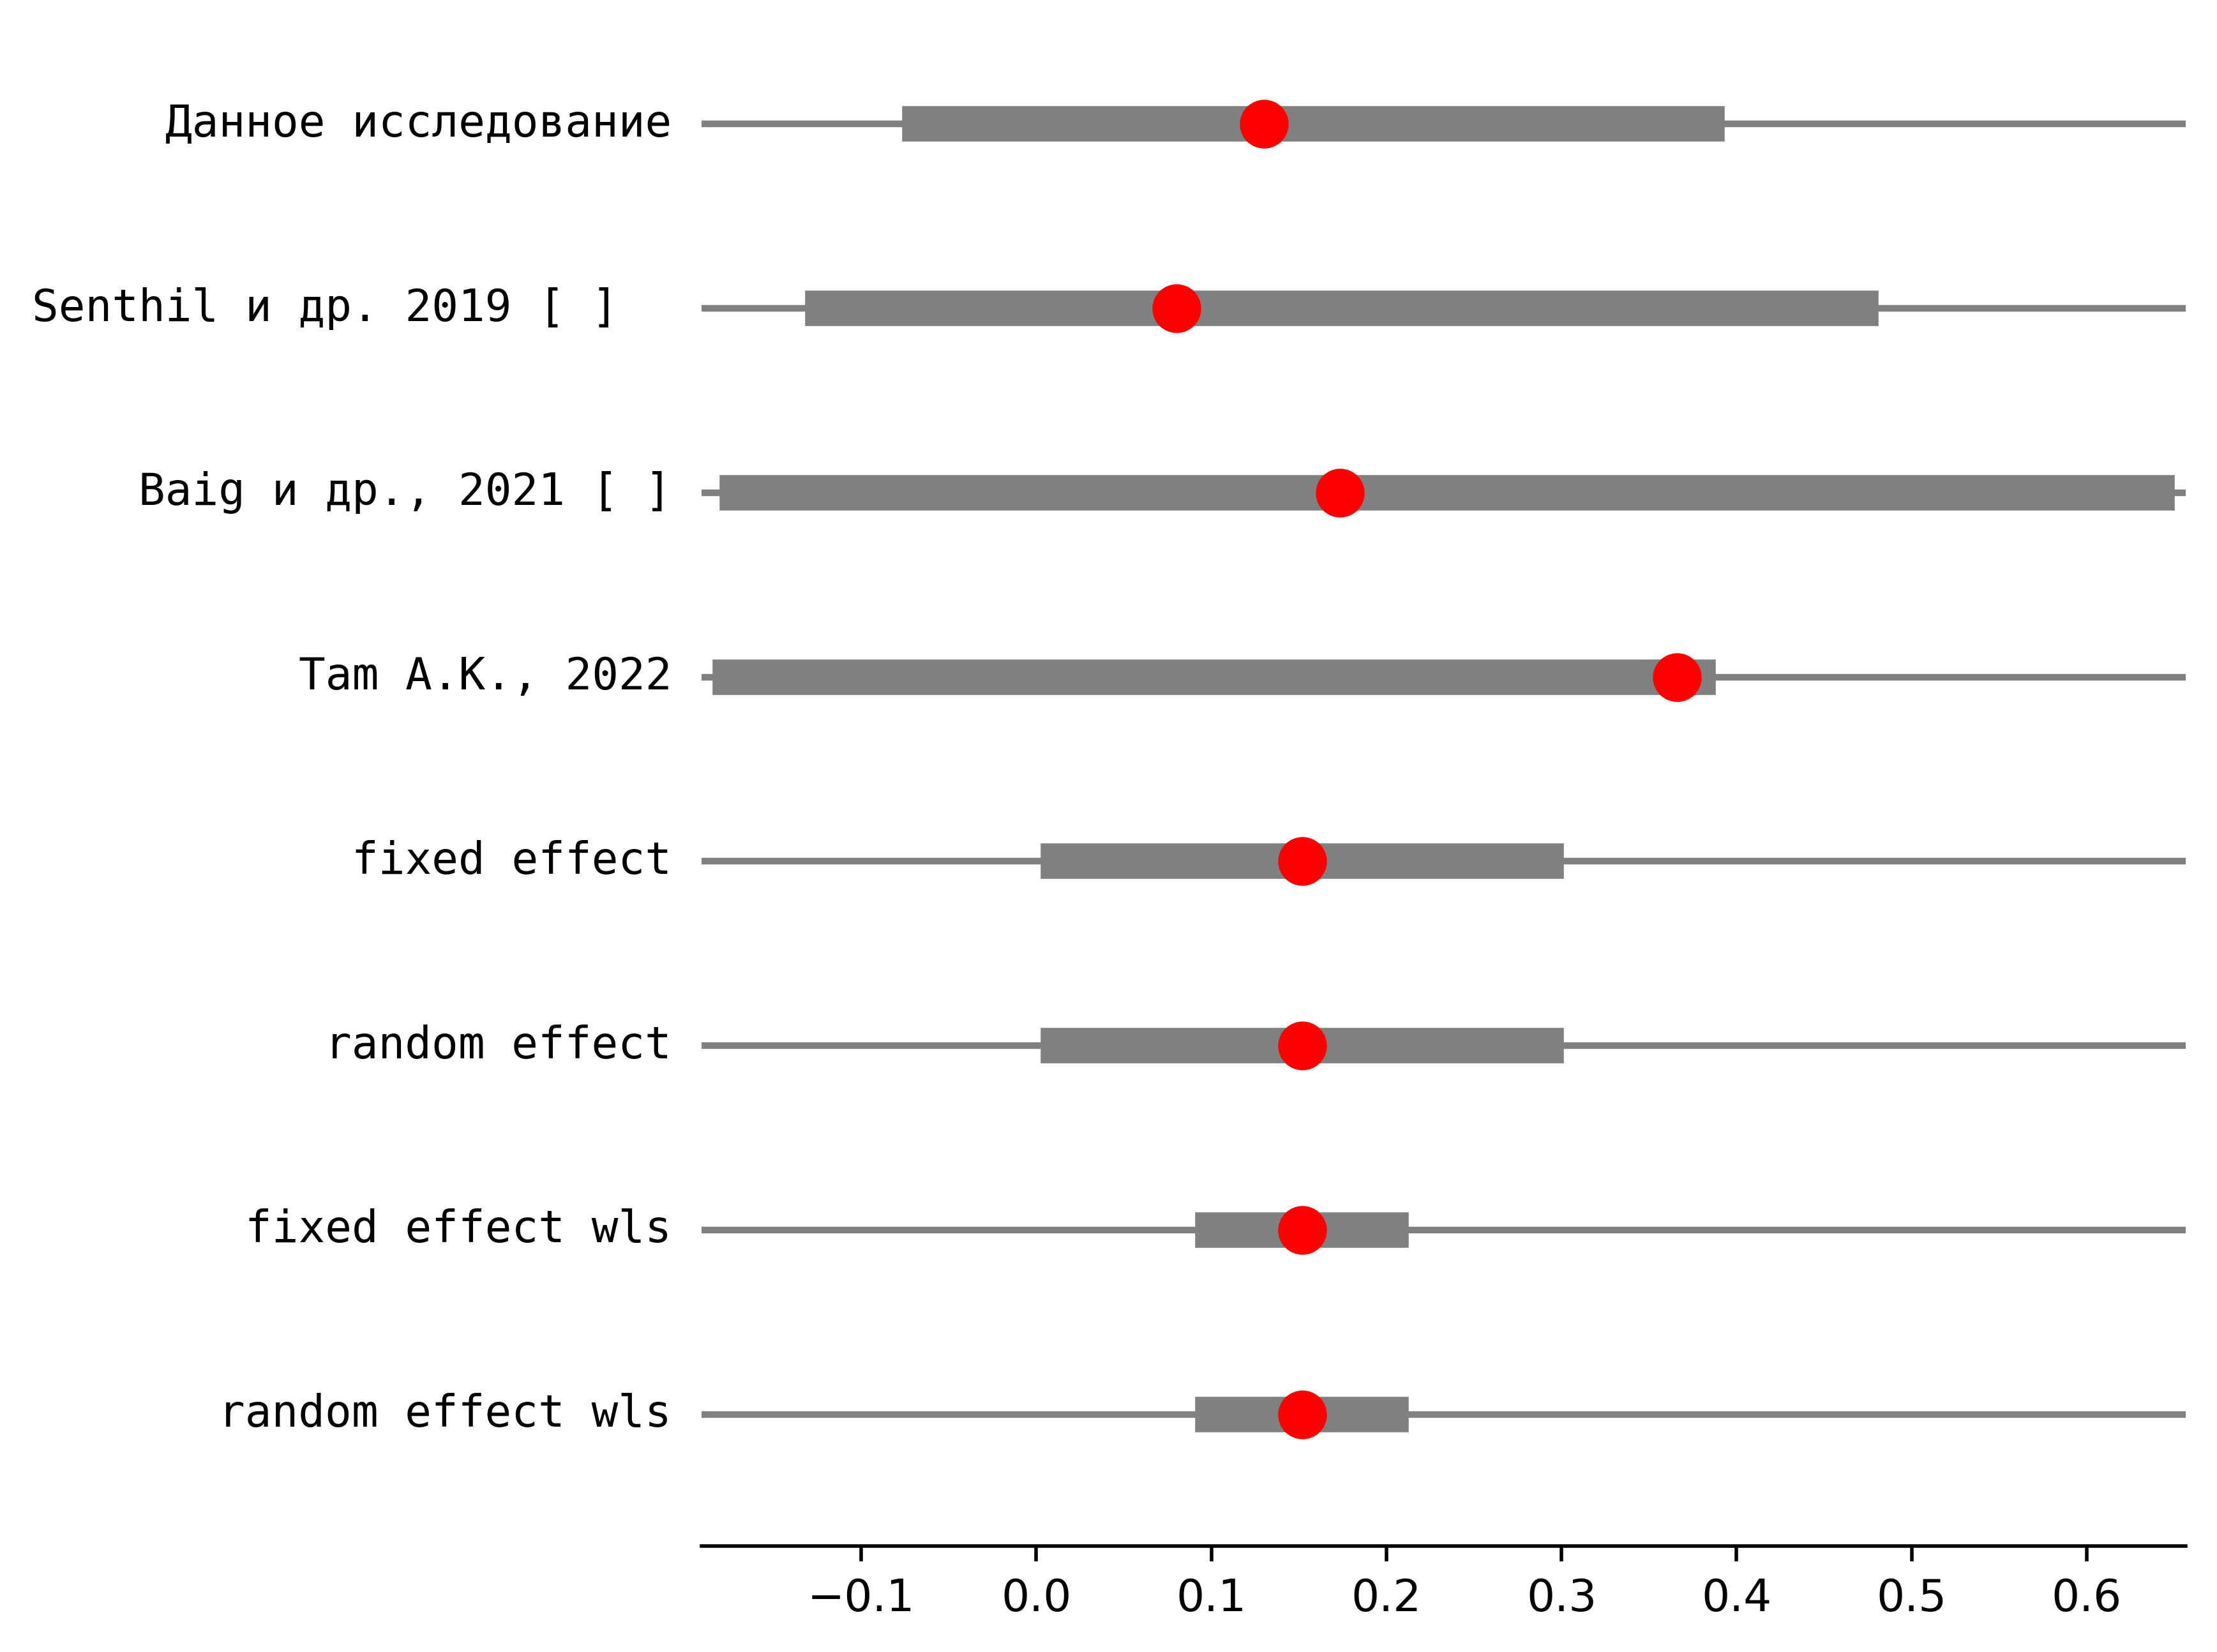 Данное исследование
Senthil и др. 2019 [ ]
Baig и др., 2021 [ ]
Tam A.K., 2022
fixed effect
random effect
fixed effect wls
random effect wls
−0.1 0.0 0.1 0.2 0.3 0.4 0.5 0.6